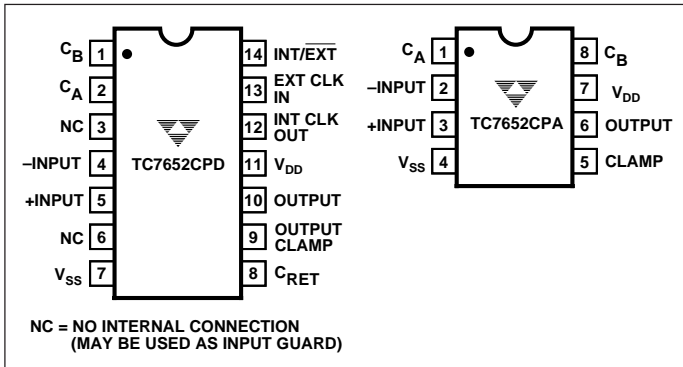 C_B 1
C_A 2
NC 3
–INPUT 4
+INPUT 5
NC 6
V_SS 7
TC7652CPD
14 INT/E̅X̅T̅
13 EXT CLK
IN
12 INT CLK
OUT
11 V_DD
10 OUTPUT
9 OUTPUT
CLAMP
8 C_RET
C_A 1
–INPUT 2
+INPUT 3
V_SS 4
TC7652CPA
8 C_B
7 V_DD
6 OUTPUT
5 CLAMP
NC = NO INTERNAL CONNECTION
(MAY BE USED AS INPUT GUARD)